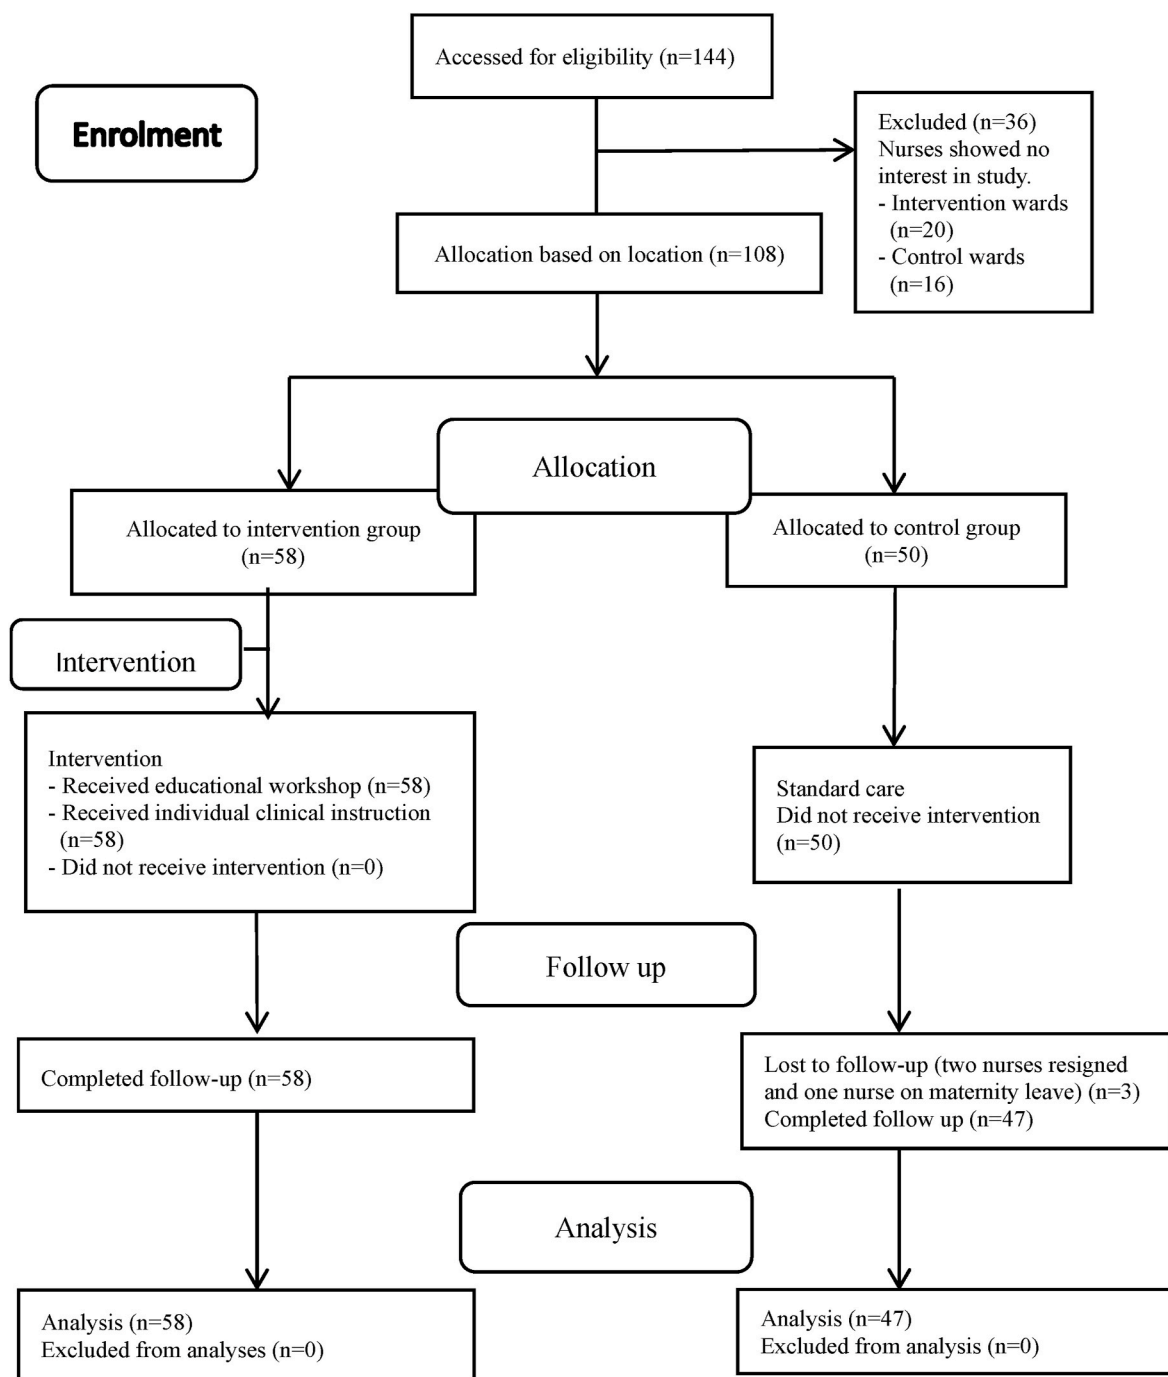 Accessed for eligibility (n=144)
Enrolment
Excluded (n=36)
Nurses showed no
interest in study.
- Intervention wards
(n=20)
- Control wards
(n=16)
Allocation based on location (n=108)
Allocation
Allocated to intervention group
(n=58)
Allocated to control group
(n=50)
Intervention
Intervention
- Received educational workshop (n=58)
- Received individual clinical instruction
(n=58)
- Did not receive intervention (n=0)
Standard care
Did not receive intervention
(n=50)
Follow up
Completed follow-up (n=58)
Lost to follow-up (two nurses resigned
and one nurse on maternity leave) (n=3)
Completed follow up (n=47)
Analysis
Analysis (n=58)
Excluded from analyses (n=0)
Analysis (n=47)
Excluded from analysis (n=0)